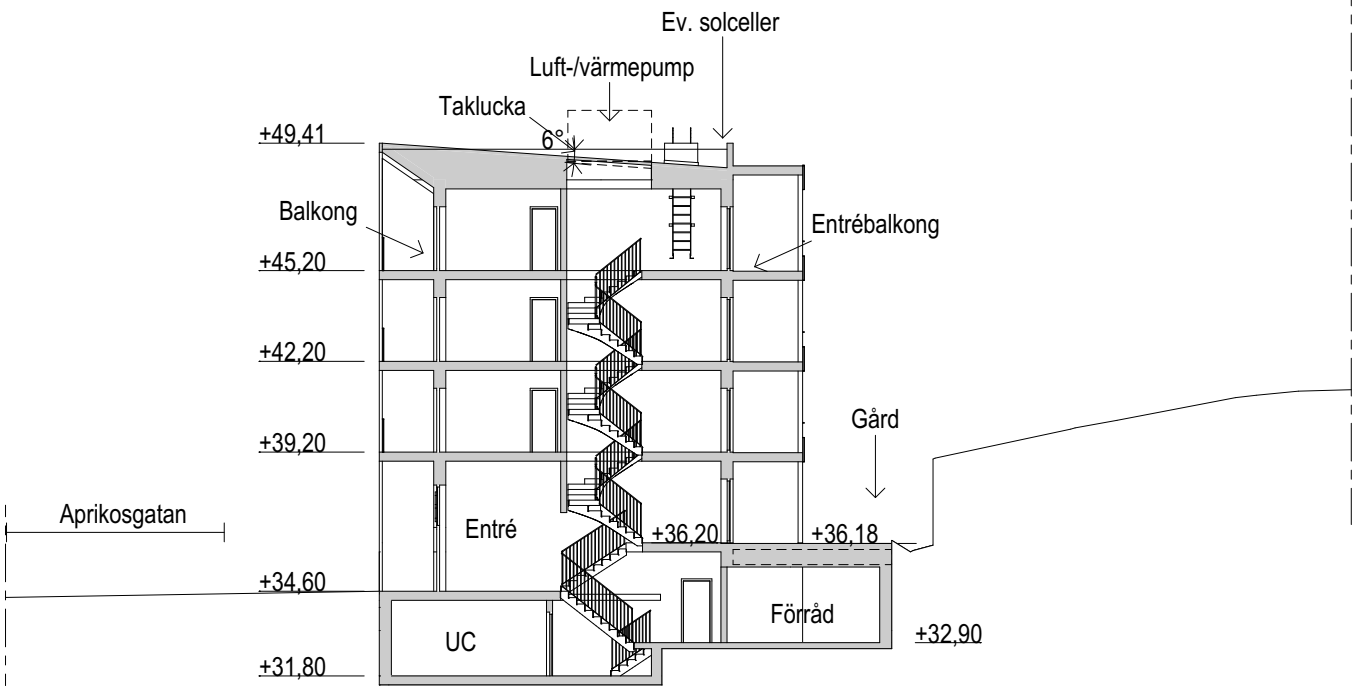 Ev. solceller
Luft-/värmepump
Taklucka
+49,41
6°
Balkong
Entrébalkong
+45,20
+42,20
Gård
+39,20
Aprikosgatan
Entré
+36,20
+36,18
+34,60
Förråd
UC
+32,90
+31,80